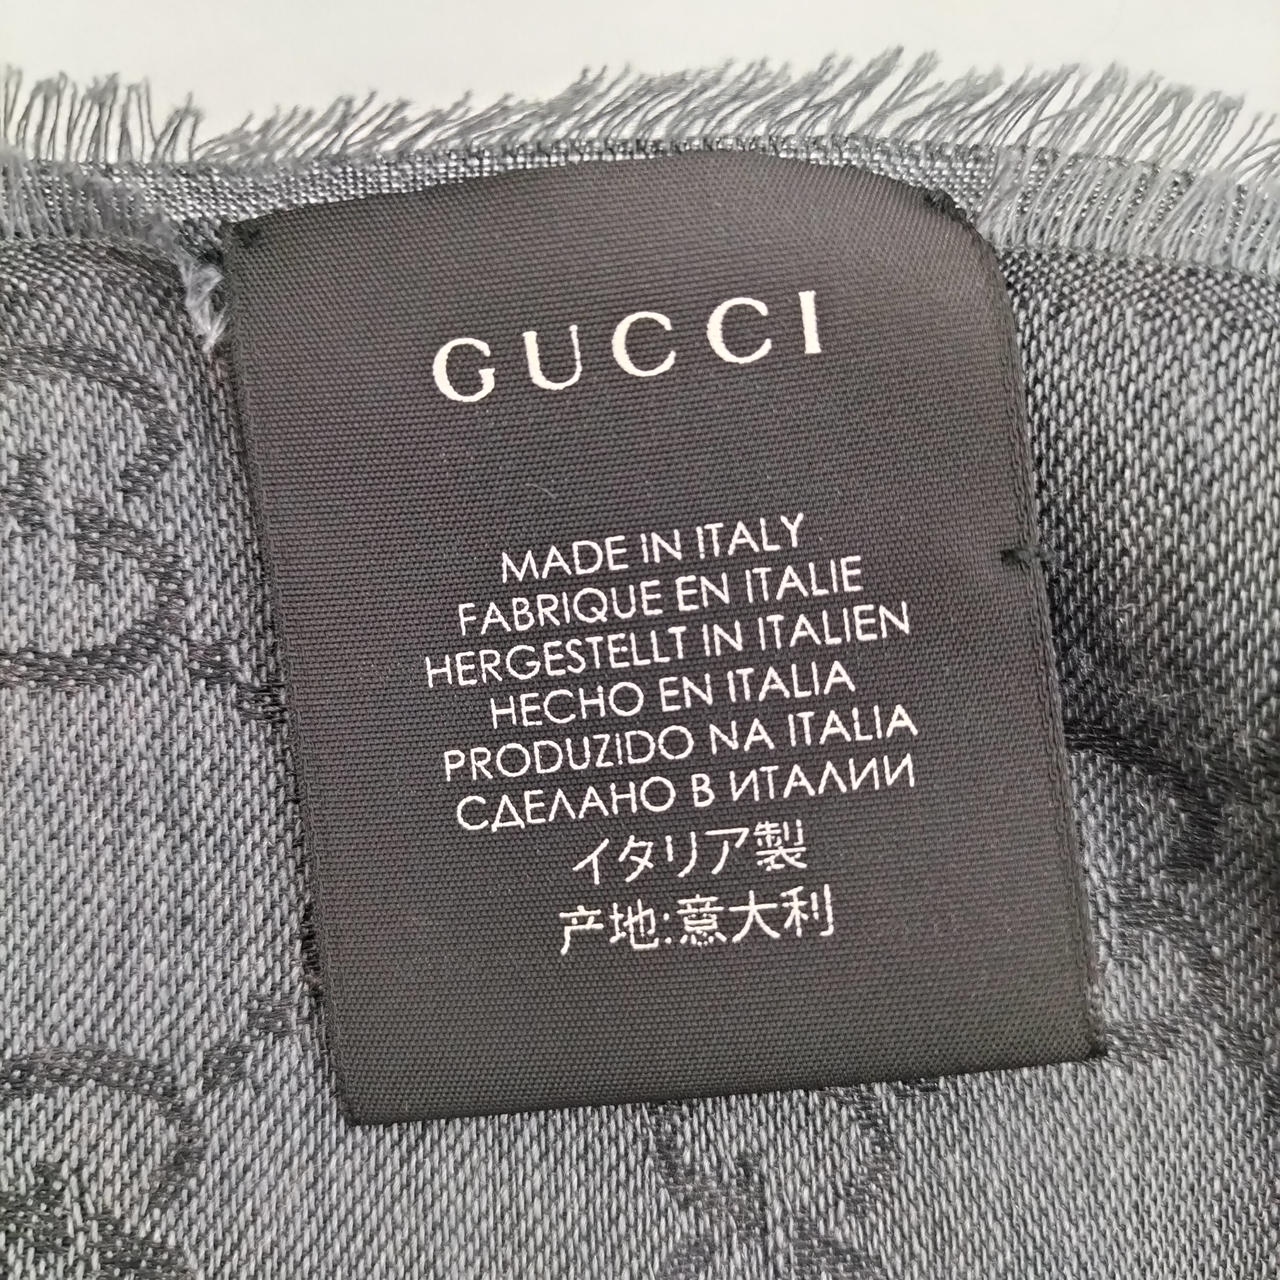 GUCCI
MADE IN ITALY
FABRIQUE EN ITALIE
HERGESTELLT IN ITALIEN
HECHO EN ITALIA
PRODUZIDO NA ITALIA
СДЕЛАНО В ИТАЛИИ
イタリア製
产地:意大利